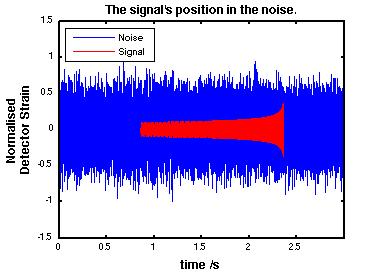 The signal's position in the noise.
Noise
Signal
1.5
1
0.5
0
-0.5
-1
-1.5
Normalised
Detector Strain
0 0.5 1 1.5 2 2.5
time /s